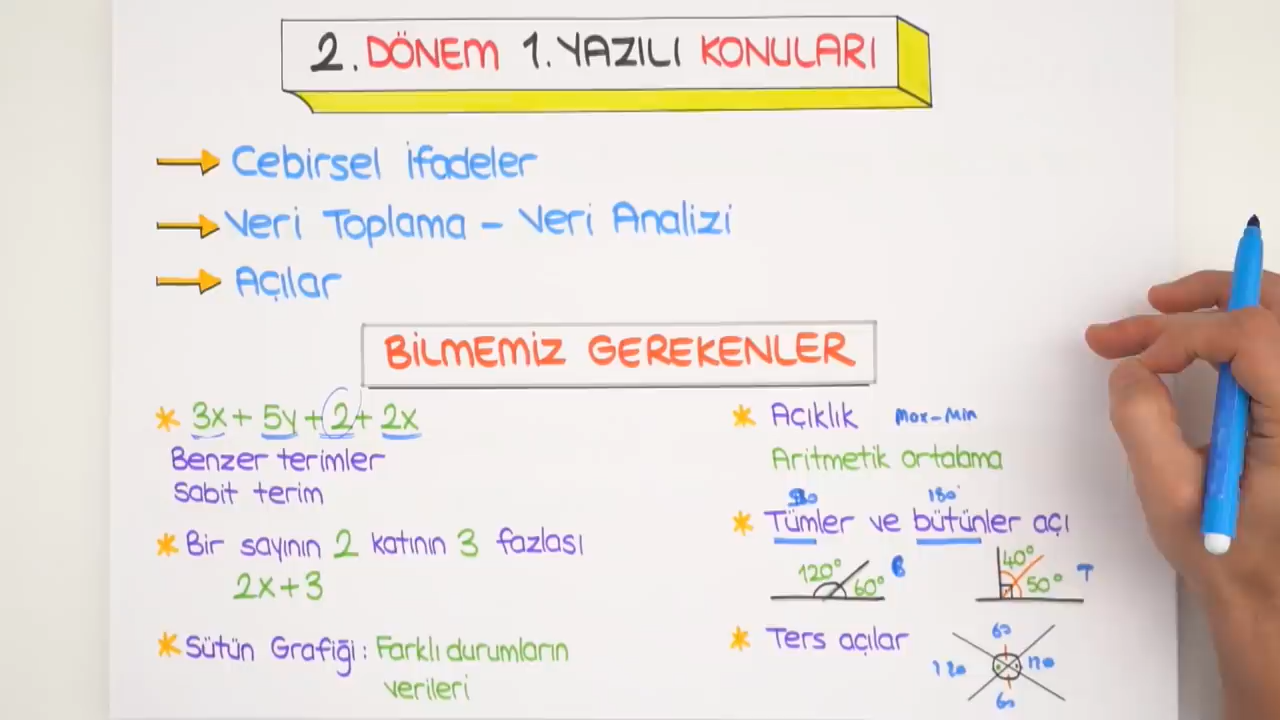 2. DÖNEM 1. YAZILI KONULARI
Cebirsel İfadeler
Veri Toplama - Veri Analizi
Açılar
BİLMEMİZ GEREKENLER
3x + 5y + 2 + 2x
Benzer terimler
Sabit terim
Bir sayının 2 katının 3 fazlası
2x+3
Sütün Grafiği: Farklı durumların
verileri
Açıklık max-min
Aritmetik ortalama
180°
Tümler ve bütünler açı
120° 60° B
40° 50° T
Ters açılar
60
120 120
60